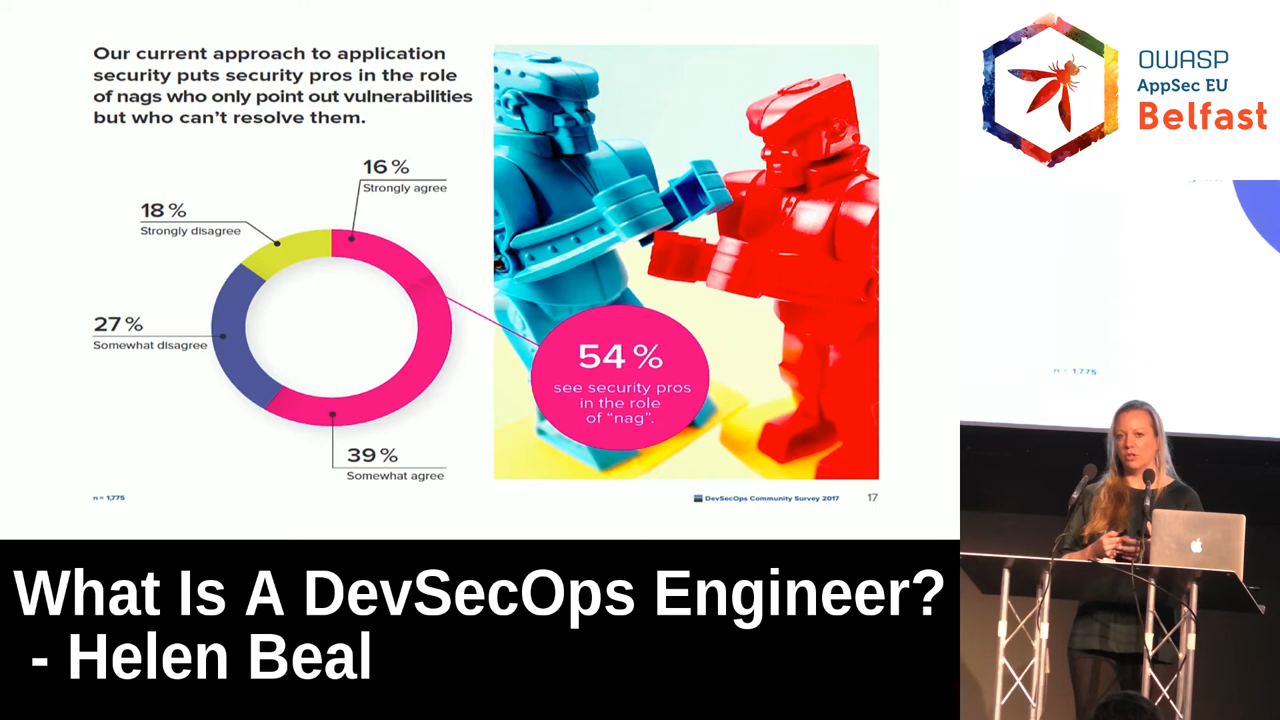 Our current approach to application
security puts security pros in the role
of nags who only point out vulnerabilities
but who can't resolve them.
16 %
Strongly agree
18 %
Strongly disagree
27 %
Somewhat disagree
54 %
see security pros
in the role
of “nag”.
39 %
Somewhat agree
n = 1,775
DevSecOps Community Survey 2017
17
OWASP
AppSec EU
Belfast
n = 1,775
What Is A DevSecOps Engineer?
- Helen Beal